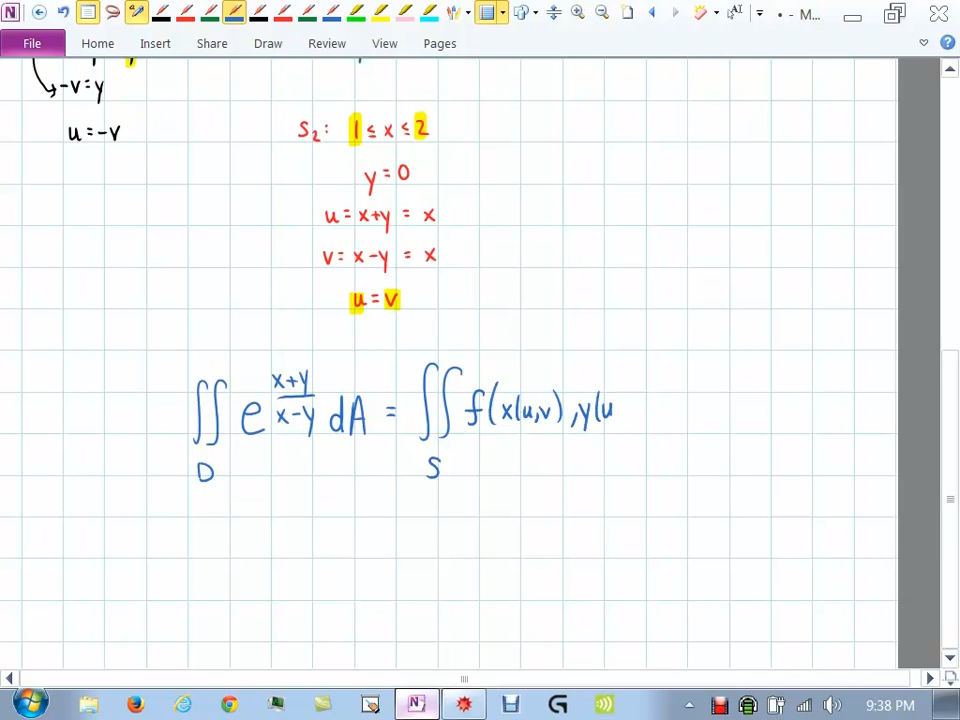 • - M...
File Home Insert Share Draw Review View Pages
-v=y
u=-v
S₂: 1 ≤ x ≤ 2
y=0
u = x+y = x
v = x-y = x
u = v
∬ e^((x+y)/(x-y)) dA = ∬ f(x(u,v),y(u
D S
9:38 PM